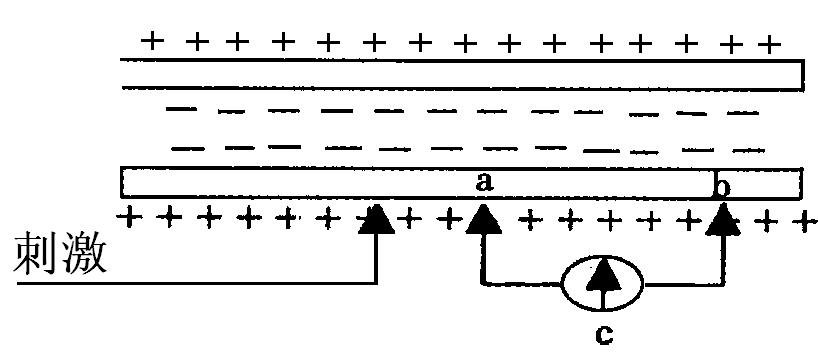 + + + + + + + + + + + + + + +
— — — — — — — — — — — — —
— — — — — — — — — — — —
a b
+ + + + + + + + + + + + + + + +
刺激
c